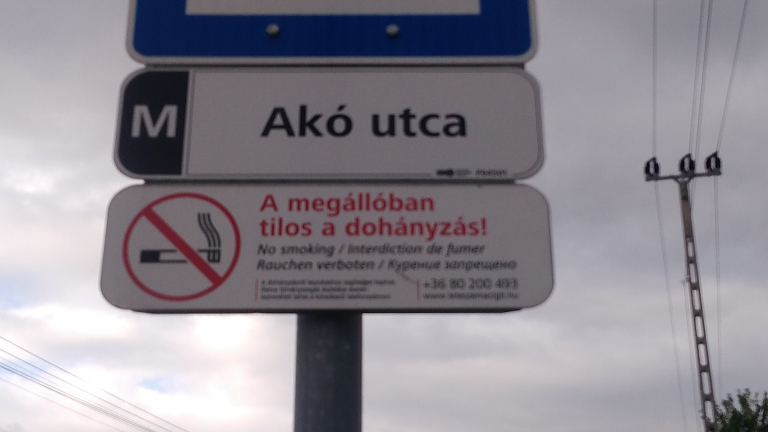 M
Akó utca
A megállóban
tilos a dohányzás!
No smoking / Interdiction de fumer
Rauchen verboten / Курение запрещено
+36 80 200 493